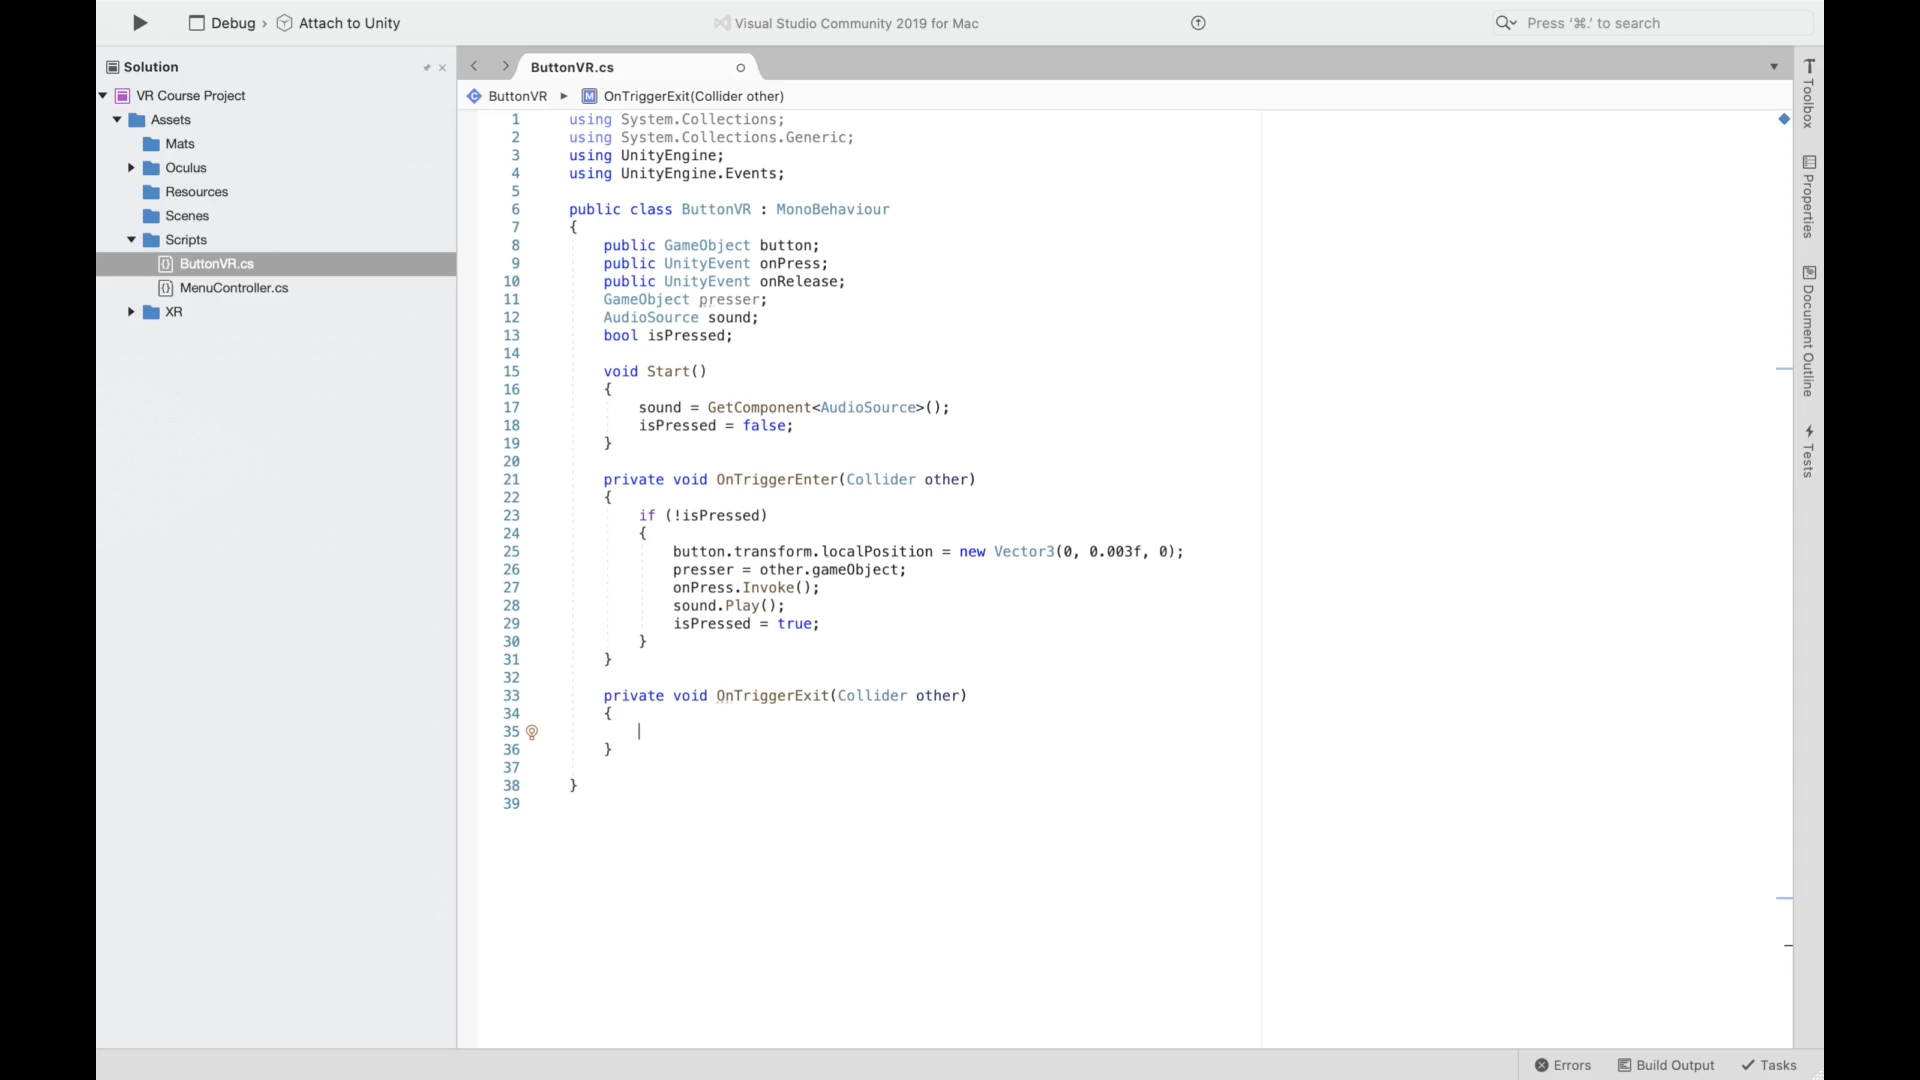 Debug › Attach to Unity
Visual Studio Community 2019 for Mac
Press ‘⌘.’ to search
Solution
VR Course Project
Assets
Mats
Oculus
Resources
Scenes
Scripts
ButtonVR.cs
MenuController.cs
XR
ButtonVR.cs
ButtonVR ▸ OnTriggerExit(Collider other)
1 using System.Collections;
2 using System.Collections.Generic;
3 using UnityEngine;
4 using UnityEngine.Events;
5
6 public class ButtonVR : MonoBehaviour
7 {
8 public GameObject button;
9 public UnityEvent onPress;
10 public UnityEvent onRelease;
11 GameObject presser;
12 AudioSource sound;
13 bool isPressed;
14
15 void Start()
16 {
17 sound = GetComponent<AudioSource>();
18 isPressed = false;
19 }
20
21 private void OnTriggerEnter(Collider other)
22 {
23 if (!isPressed)
24 {
25 button.transform.localPosition = new Vector3(0, 0.003f, 0);
26 presser = other.gameObject;
27 onPress.Invoke();
28 sound.Play();
29 isPressed = true;
30 }
31 }
32
33 private void OnTriggerExit(Collider other)
34 {
35
36 }
37
38 }
39
Toolbox
Properties
Document Outline
Tests
Errors
Build Output
Tasks